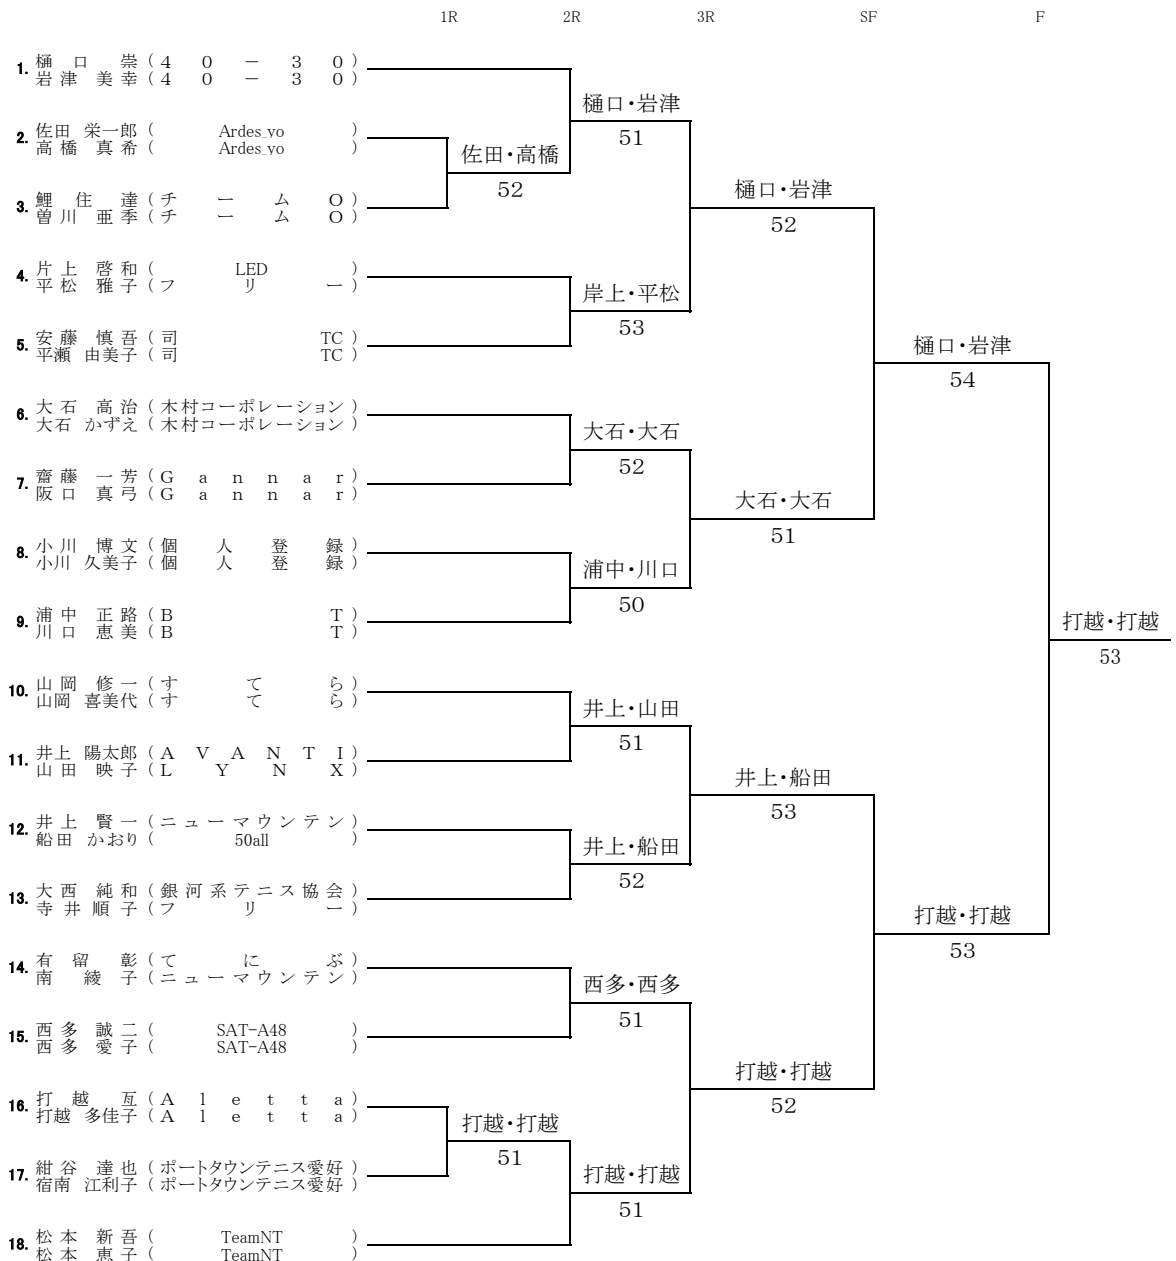 1R 2R 3R SF F
1. 樋口 崇 (40-30)
岩津 美幸 (40-30)
樋口・岩津
51
2. 佐田 栄一郎 (Ardes_yo)
高橋 真希 (Ardes_yo)
佐田・高橋
52
樋口・岩津
52
3. 鯉住 達 (チームO)
曽川 亜季 (チームO)
4. 片上 啓和 (LED)
平松 雅子 (フリー)
岸上・平松
53
5. 安藤 慎吾 (司TC)
平瀬 由美子 (司TC)
樋口・岩津
54
6. 大石 高治 (木村コーポレーション)
大石 かずえ (木村コーポレーション)
大石・大石
52
7. 齋藤 一芳 (Gannar)
阪口 真弓 (Gannar)
大石・大石
51
8. 小川 博文 (個人登録)
小川 久美子 (個人登録)
浦中・川口
50
9. 浦中 正路 (BT)
川口 恵美 (BT)
打越・打越
53
10. 山岡 修一 (すてら)
山岡 喜美代 (すてら)
井上・山田
51
11. 井上 陽太郎 (AVANTI)
山田 映子 (LYNX)
井上・船田
53
12. 井上 賢一 (ニューマウンテン)
船田 かおり (50all)
井上・船田
52
13. 大西 純和 (銀河系テニス協会)
寺井 順子 (フリー)
打越・打越
53
14. 有留 彰 (てにぶ)
南 綾子 (ニューマウンテン)
西多・西多
51
15. 西多 誠二 (SAT-A48)
西多 愛子 (SAT-A48)
打越・打越
52
16. 打越 亙 (Aletta)
打越 多佳子 (Aletta)
打越・打越
51
17. 紺谷 達也 (ポートタウンテニス愛好)
宿南 江利子 (ポートタウンテニス愛好)
打越・打越
51
18. 松本 新吾 (TeamNT)
松本 恵子 (TeamNT)